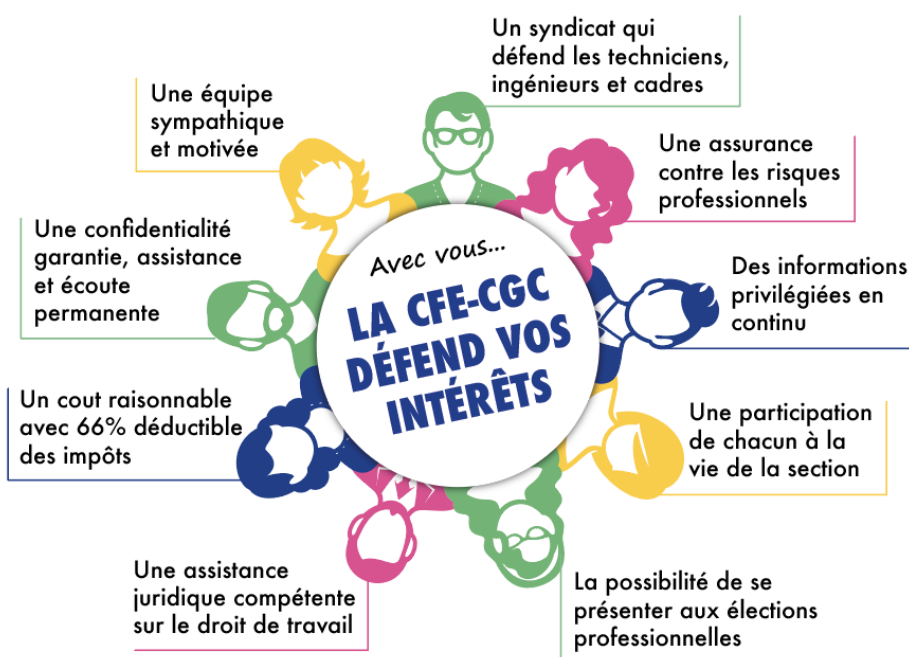 Un syndicat qui
défend les techniciens,
ingénieurs et cadres
Une assurance
contre les risques
professionnels
Des informations
privilégiées en
continu
Une participation
de chacun à la
vie de la section
La possibilité de se
présenter aux élections
professionnelles
Une assistance
juridique compétente
sur le droit de travail
Un cout raisonnable
avec 66% déductible
des impôts
Une confidentialité
garantie, assistance
et écoute
permanente
Une équipe
sympathique
et motivée
Avec vous...
LA CFE-CGC
DÉFEND VOS
INTÉRÊTS